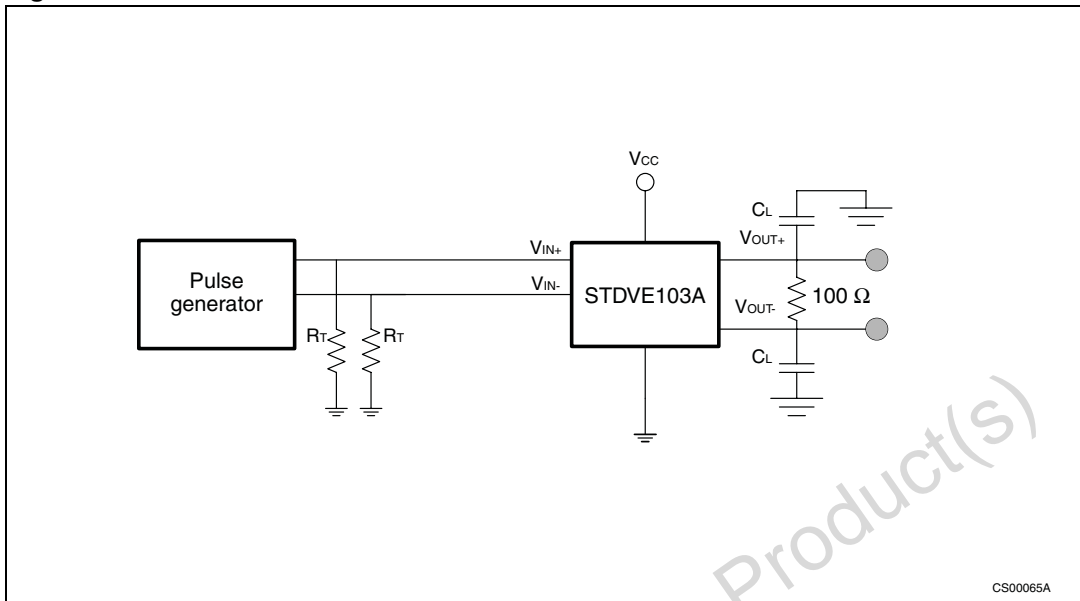 VCC
CL
VOUT+
VIN+
Pulse
generator
VIN-
STDVE103A
100 Ω
VOUT-
RT
RT
CL
Product(s)
CS00065A